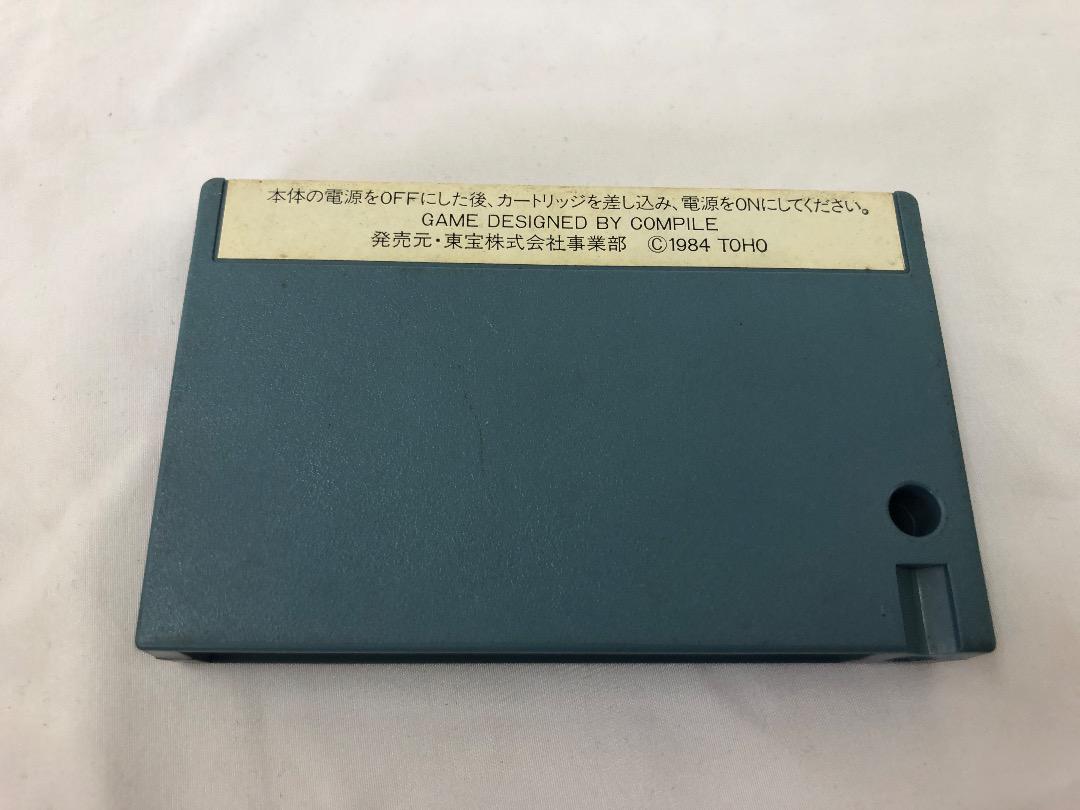 本体の電源をOFFにした後、カートリッジを差し込み、電源をONにしてください。
GAME DESIGNED BY COMPILE
発売元・東宝株式会社事業部 ©1984 TOHO